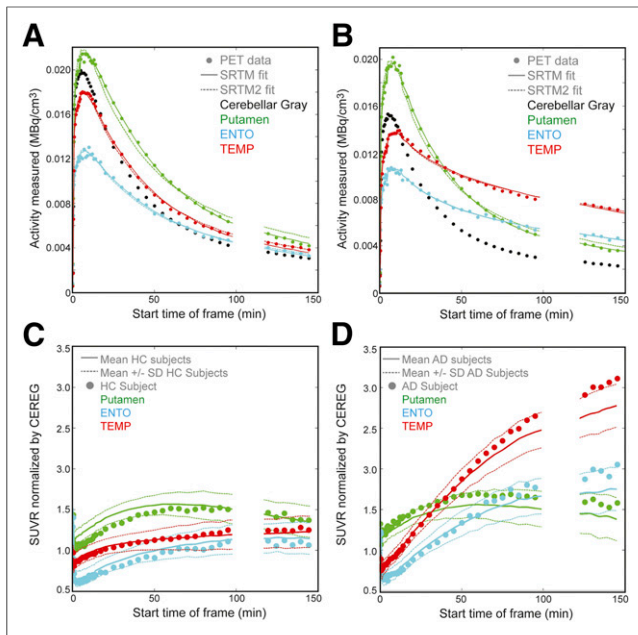 A
0.020
0.016
0.012
0.008
0.004
0
Activity measured (MBq/cm3)
PET data
SRTM fit
SRTM2 fit
Cerebellar Gray
Putamen
ENTO
TEMP
0 50 100 150
Start time of frame (min)
B
0.020
0.016
0.012
0.008
0.004
0
Activity measured (MBq/cm3)
PET data
SRTM fit
SRTM2 fit
Cerebellar Gray
Putamen
ENTO
TEMP
0 50 100 150
Start time of frame (min)
C
3.5
3.0
2.5
2.0
1.5
1.0
0.5
SUVR normalized by CEREG
Mean HC subjects
Mean +/- SD HC Subjects
HC Subject
Putamen
ENTO
TEMP
0 50 100 150
Start time of frame (min)
D
3.5
3.0
2.5
2.0
1.5
1.0
0.5
SUVR normalized by CEREG
Mean AD subjects
Mean +/- SD AD Subjects
AD Subject
Putamen
ENTO
TEMP
0 50 100 150
Start time of frame (min)